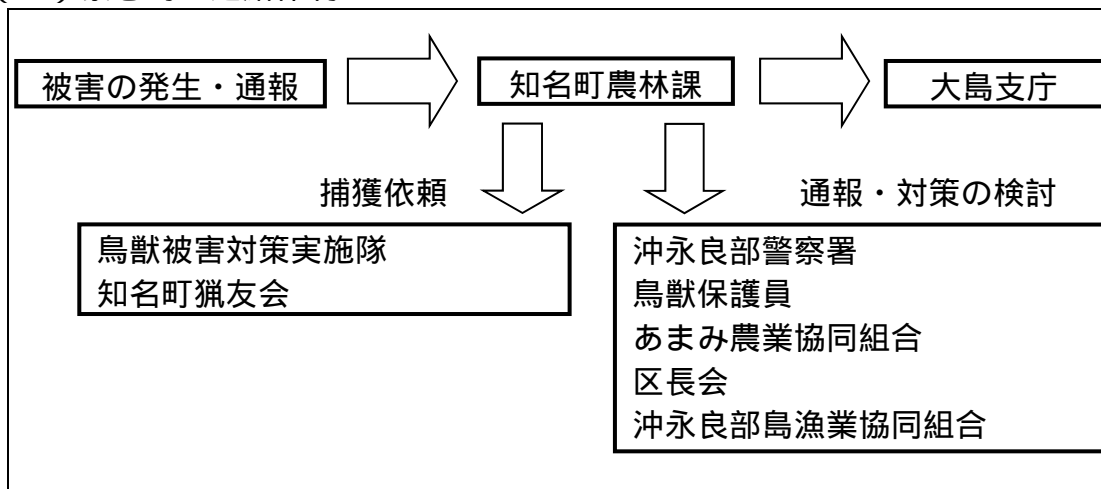 被害の発生・通報
知名町農林課
大島支庁
捕獲依頼
通報・対策の検討
鳥獣被害対策実施隊
知名町猟友会
沖永良部警察署
鳥獣保護員
あまみ農業協同組合
区長会
沖永良部島漁業協同組合